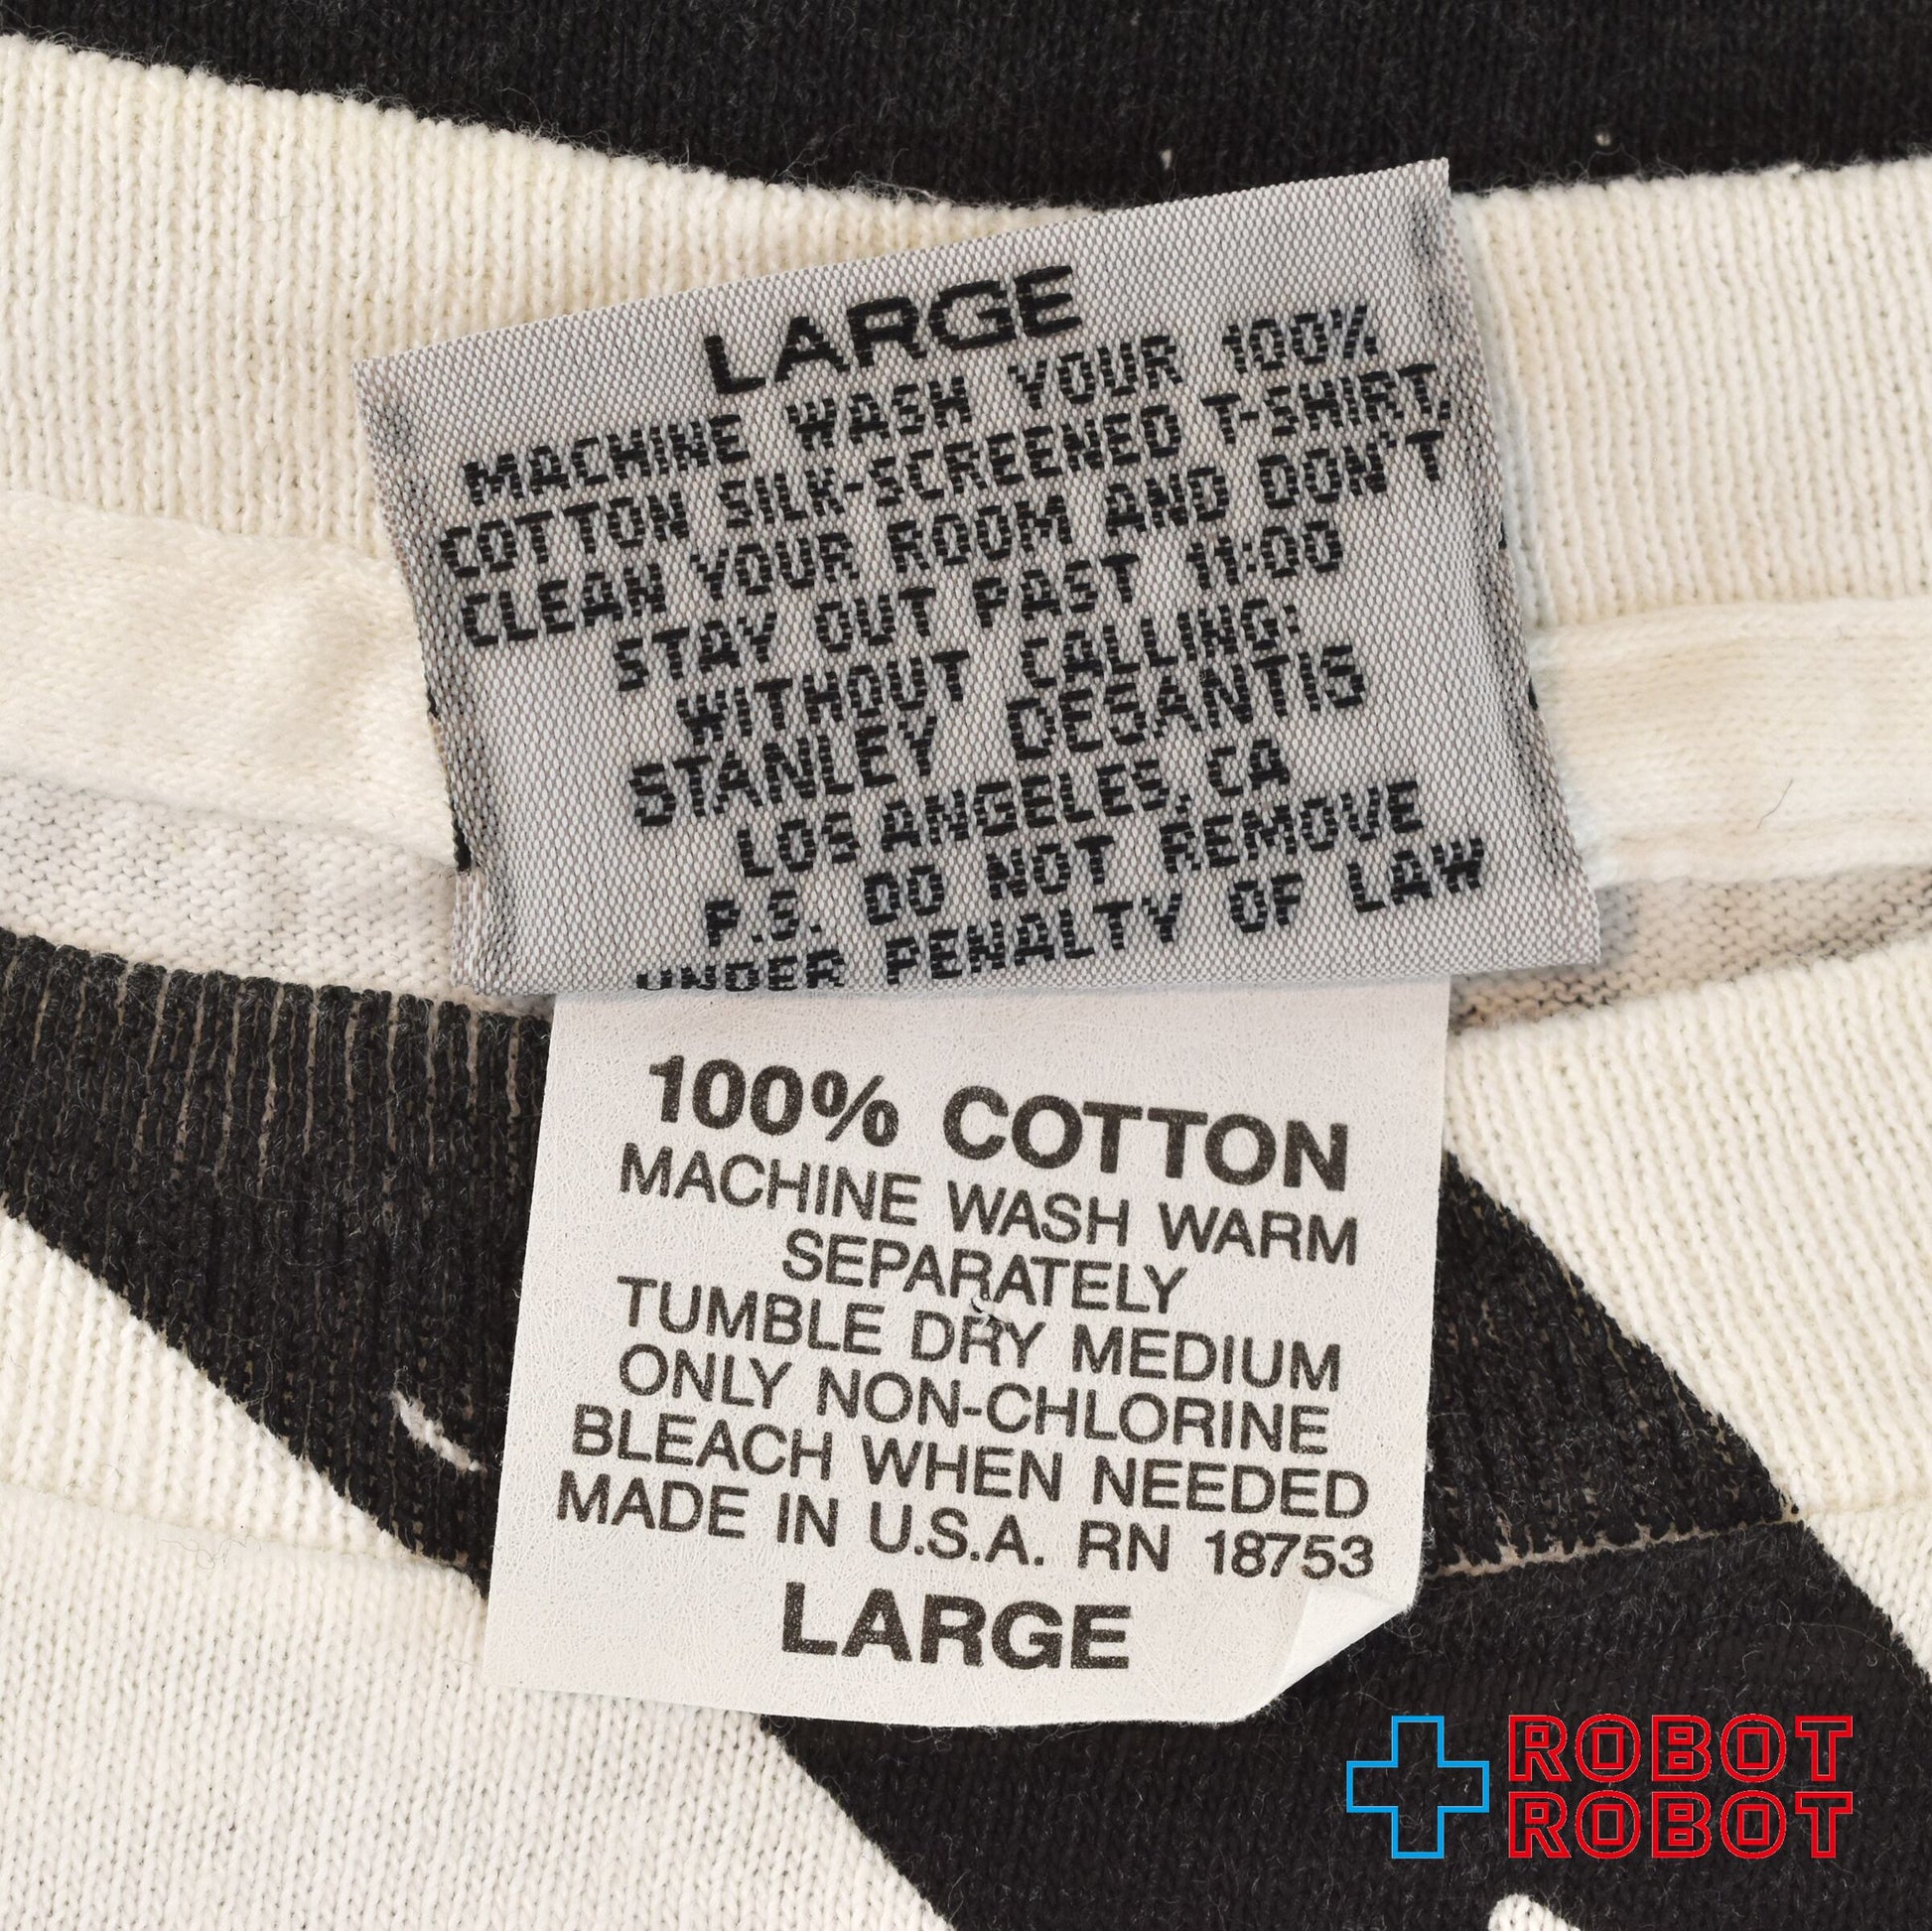 LARGE
MACHINE WASH YOUR 100%
COTTON SILK-SCREENED T-SHIRT,
CLEAN YOUR ROOM AND DON'T
STAY OUT PAST 11:00
WITHOUT CALLING:
STANLEY DESANTIS
LOS ANGELES, CA
P.S. DO NOT REMOVE
UNDER PENALTY OF LAW
100% COTTON
MACHINE WASH WARM
SEPARATELY
TUMBLE DRY MEDIUM
ONLY NON-CHLORINE
BLEACH WHEN NEEDED
MADE IN U.S.A. RN 18753
LARGE
ROBOT
ROBOT